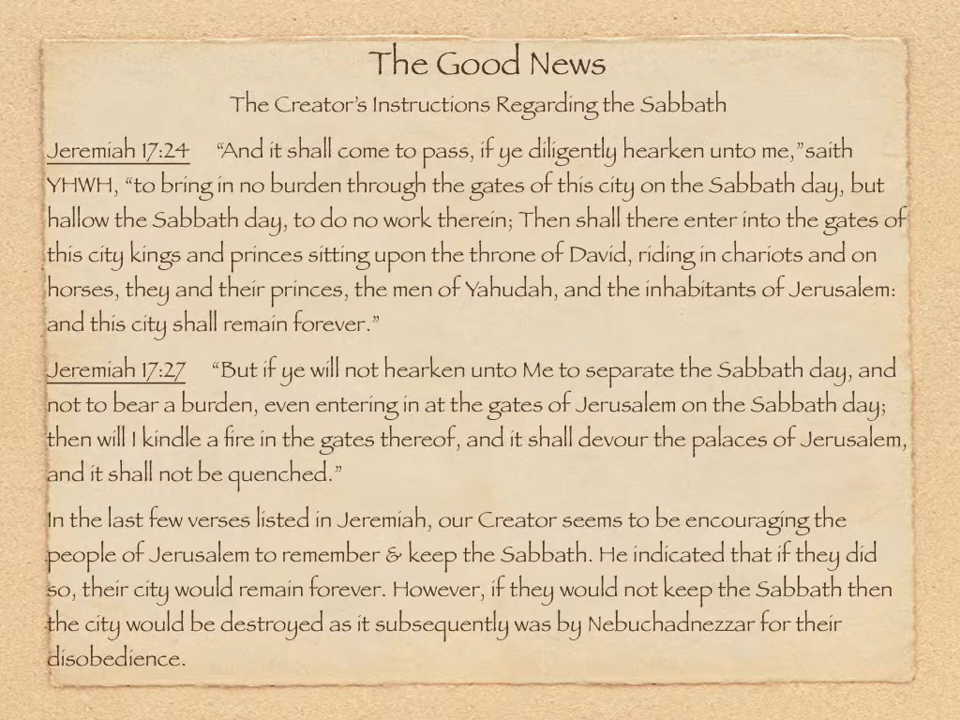 The Good News
The Creator's Instructions Regarding the Sabbath
Jeremiah 17:24 “And it shall come to pass, if ye diligently hearken unto me,”saith
YHWH, “to bring in no burden through the gates of this city on the Sabbath day, but
hallow the Sabbath day, to do no work therein; Then shall there enter into the gates of
this city kings and princes sitting upon the throne of David, riding in chariots and on
horses, they and their princes, the men of Yahudah, and the inhabitants of Jerusalem:
and this city shall remain forever.”
Jeremiah 17:27 “But if ye will not hearken unto Me to separate the Sabbath day, and
not to bear a burden, even entering in at the gates of Jerusalem on the Sabbath day;
then will I kindle a fire in the gates thereof, and it shall devour the palaces of Jerusalem,
and it shall not be quenched.”
In the last few verses listed in Jeremiah, our Creator seems to be encouraging the
people of Jerusalem to remember & keep the Sabbath. He indicated that if they did
so, their city would remain forever. However, if they would not keep the Sabbath then
the city would be destroyed as it subsequently was by Nebuchadnezzar for their
disobedience.